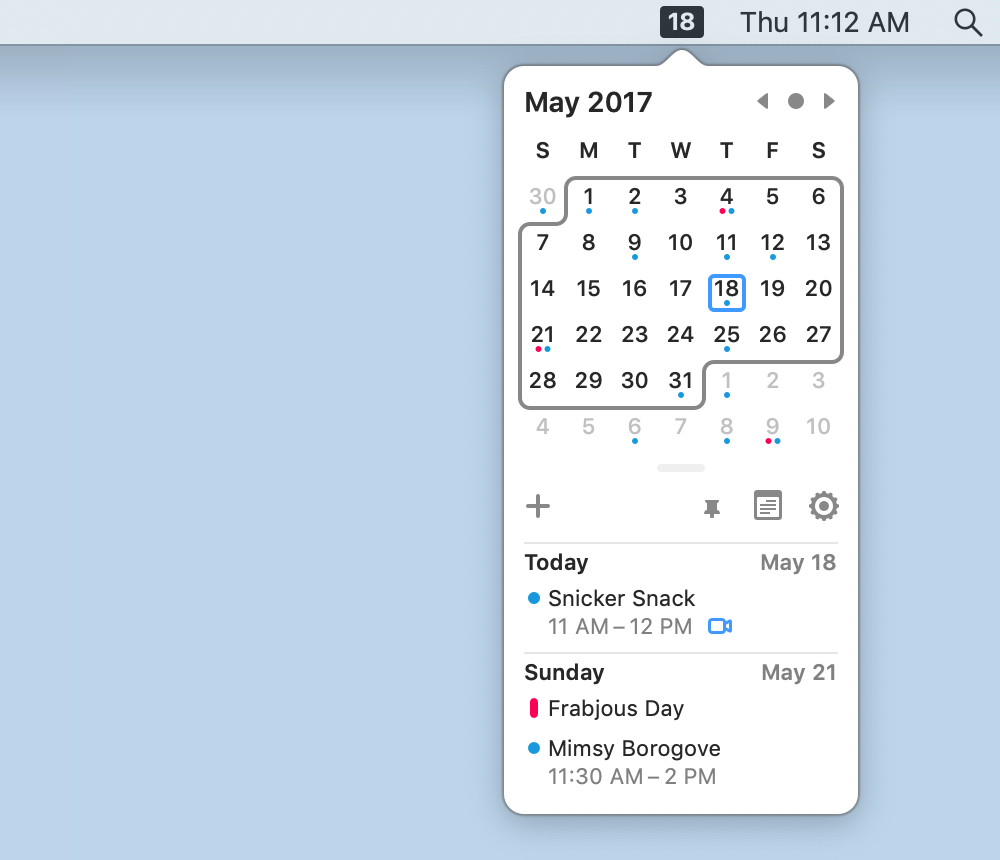 18 Thu 11:12 AM
May 2017
S M T W T F S
30 1 2 3 4 5 6
7 8 9 10 11 12 13
14 15 16 17 18 19 20
21 22 23 24 25 26 27
28 29 30 31 1 2 3
4 5 6 7 8 9 10
Today May 18
Snicker Snack
11 AM – 12 PM
Sunday May 21
Frabjous Day
Mimsy Borogove
11:30 AM – 2 PM